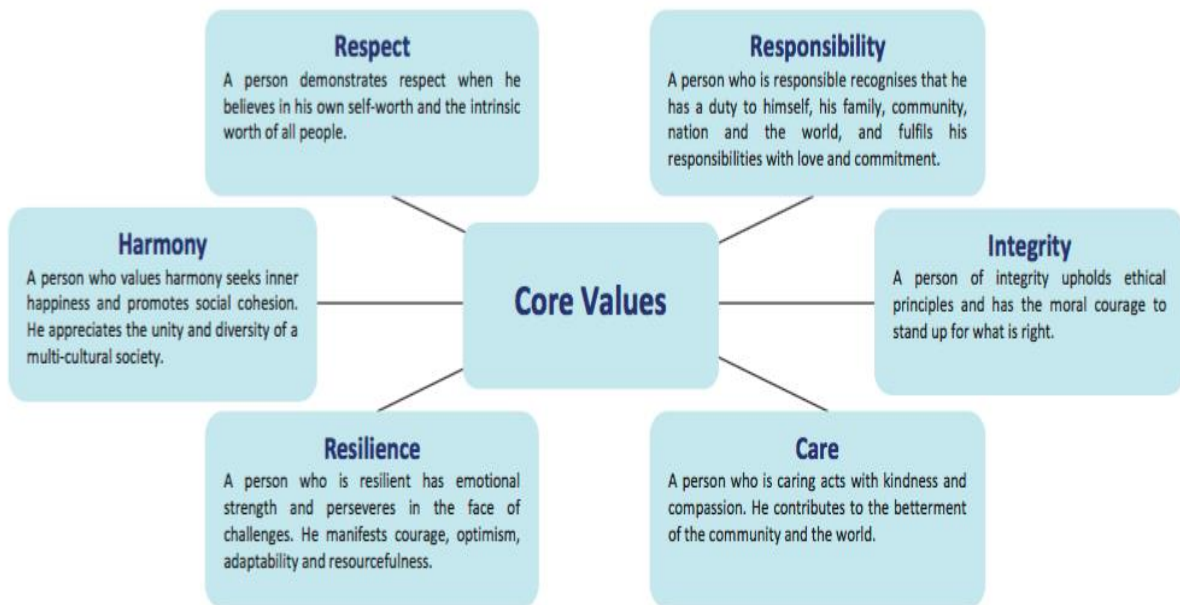 Respect
A person demonstrates respect when he
believes in his own self-worth and the intrinsic
worth of all people.
Responsibility
A person who is responsible recognises that he
has a duty to himself, his family, community,
nation and the world, and fulfils his
responsibilities with love and commitment.
Harmony
A person who values harmony seeks inner
happiness and promotes social cohesion.
He appreciates the unity and diversity of a
multi-cultural society.
Core Values
Integrity
A person of integrity upholds ethical
principles and has the moral courage to
stand up for what is right.
Resilience
A person who is resilient has emotional
strength and perseveres in the face of
challenges. He manifests courage, optimism,
adaptability and resourcefulness.
Care
A person who is caring acts with kindness and
compassion. He contributes to the betterment
of the community and the world.